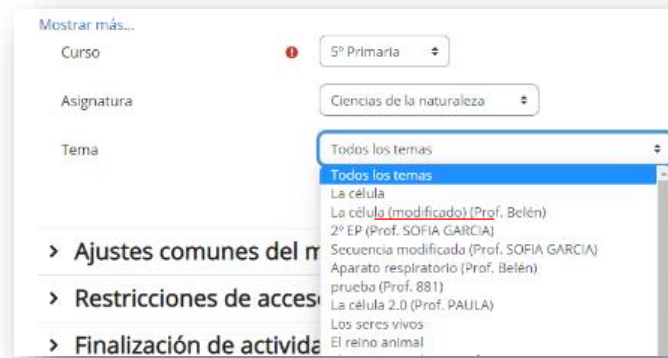 Mostrar más...
Curso 5º Primaria
Asignatura Ciencias de la naturaleza
Tema Todos los temas
Todos los temas
La célula
La célula (modificado) (Prof. Belén)
2º EP (Prof. SOFIA GARCIA)
Secuencia modificada (Prof. SOFIA GARCIA)
Aparato respiratorio (Prof. Belén)
prueba (Prof. 881)
La célula 2.0 (Prof. PAULA)
Los seres vivos
El reino animal
Ajustes comunes del m
Restricciones de acces
Finalización de activida